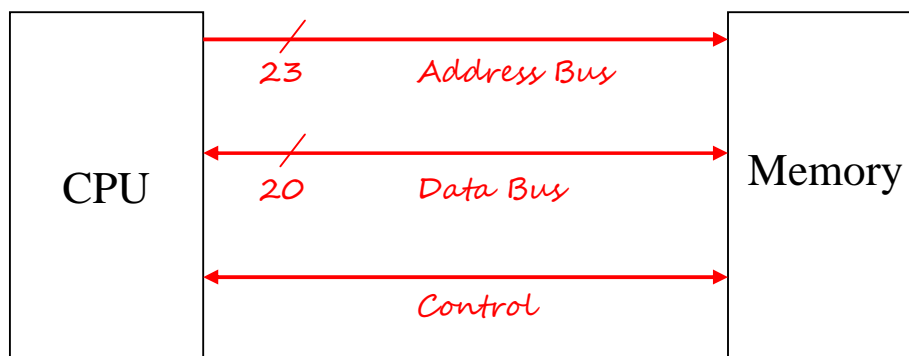 23 Address Bus
CPU
20 Data Bus
Memory
Control